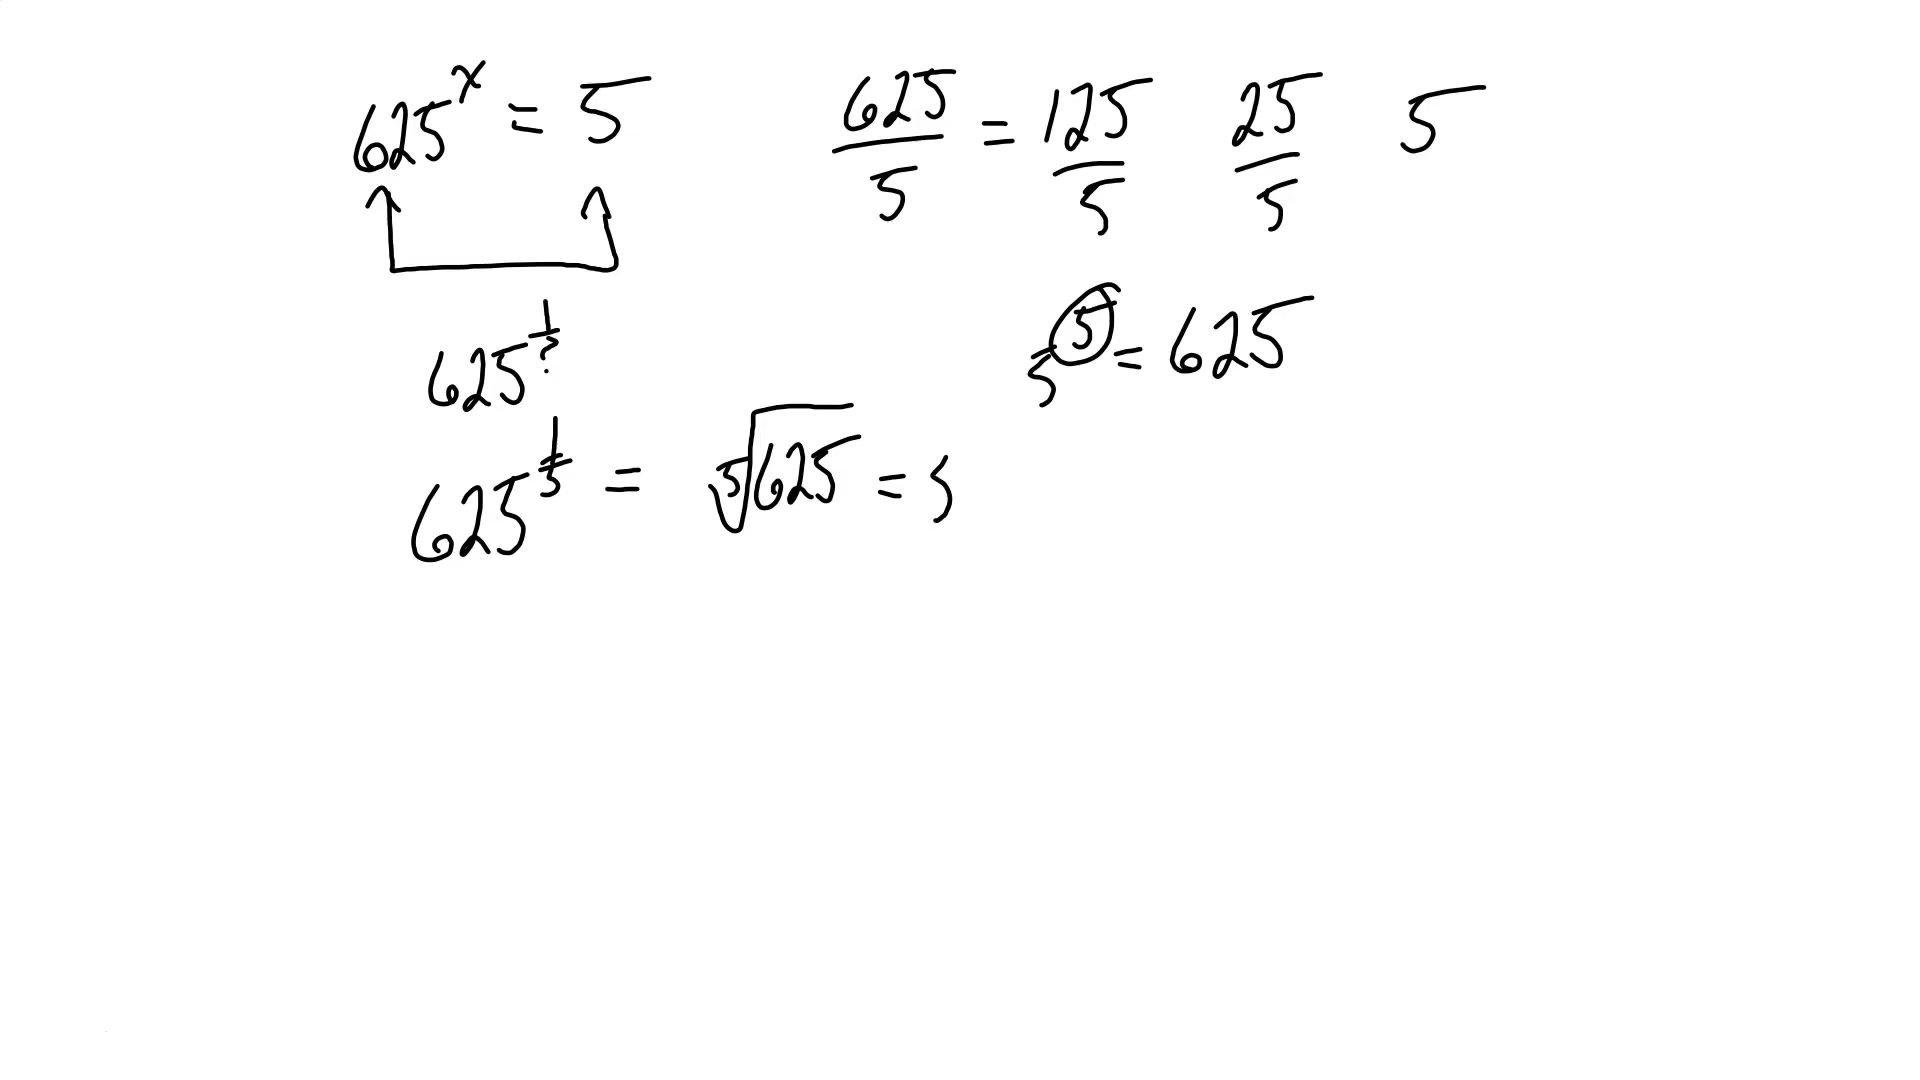 625^x = 5
625/5 = 125/5 25/5 5
625^(1/?)
5^5 = 625
625^(1/5) = ⁵√625 = 5